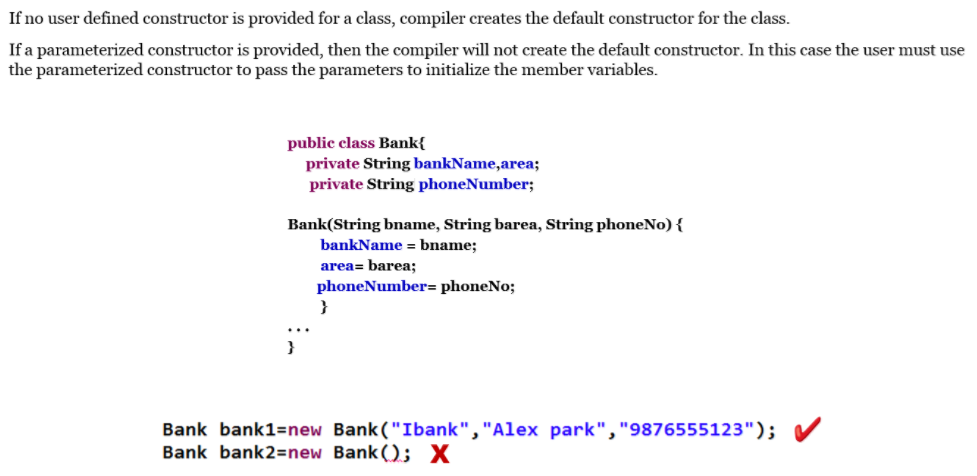 If no user defined constructor is provided for a class, compiler creates the default constructor for the class.
If a parameterized constructor is provided, then the compiler will not create the default constructor. In this case the user must use
the parameterized constructor to pass the parameters to initialize the member variables.
public class Bank{
private String bankName,area;
private String phoneNumber;
Bank(String bname, String barea, String phoneNo) {
bankName = bname;
area= barea;
phoneNumber= phoneNo;
}
...
}
Bank bank1=new Bank("Ibank","Alex park","9876555123");
Bank bank2=new Bank();